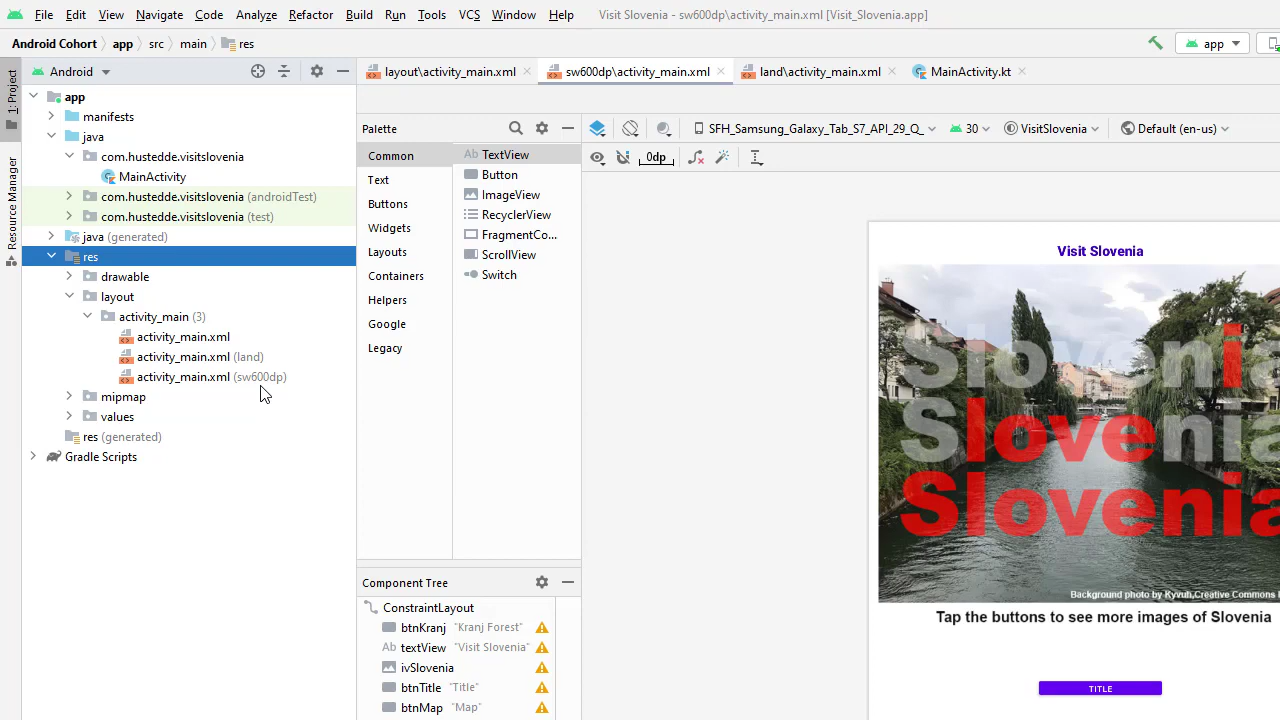 File Edit View Navigate Code Analyze Refactor Build Run Tools VCS Window Help Visit Slovenia - sw600dp\activity_main.xml [Visit_Slovenia.app]
Android Cohort app src main res app
Android layout\activity_main.xml sw600dp\activity_main.xml land\activity_main.xml MainActivity.kt
1: Project
Resource Manager
app
manifests
java
com.hustedde.visitslovenia
MainActivity
com.hustedde.visitslovenia (androidTest)
com.hustedde.visitslovenia (test)
java (generated)
res
drawable
layout
activity_main (3)
activity_main.xml
activity_main.xml (land)
activity_main.xml (sw600dp)
mipmap
values
res (generated)
Gradle Scripts
Palette
Common
Text
Buttons
Widgets
Layouts
Containers
Helpers
Google
Legacy
Ab TextView
Button
ImageView
RecyclerView
FragmentCo...
ScrollView
Switch
SFH_Samsung_Galaxy_Tab_S7_API_29_Q_ 30 VisitSlovenia Default (en-us)
0dp
Component Tree
ConstraintLayout
btnKranj "Kranj Forest"
Ab textView "Visit Slovenia"
ivSlovenia
btnTitle "Title"
btnMap "Map"
Visit Slovenia
Sloveni
Sloveni
Slovenia
Background photo by Kyvuh,Creative Commons
Tap the buttons to see more images of Slovenia
TITLE